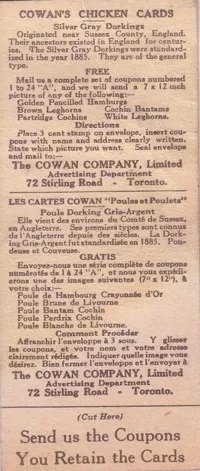 COWAN'S CHICKEN CARDS
Silver Gray Dorkings
Originated near Sussex County, England.
Their ancestors existed in England for centur-
ies. The Silver Gray Dorkings were standard-
ised in the year 1885. They are of the general
type.
FREE
Mail us a complete set of coupons numbered
1 to 24 "A", and we will send a 7 x 12 inch
picture of any of the following:—
Golden Pencilled Hamburgs
Brown Leghorns Cochin Bantams
Partridge Cochins White Leghorns.
Directions
Place 3 cent stamp on envelope, insert cou-
pons with name and address clearly written.
State which picture you want. Seal envelope
and mail to:—
The COWAN COMPANY, Limited
Advertising Department
72 Stirling Road - Toronto.
LES CARTES COWAN "Poules et Poulets"
Poule Dorking Gris-Argent
Elle vient des environs du Comté de Sussex,
en Angleterre. Ses premiers types sont connus
de l'Angleterre depuis des siècles. La Dork-
ing Gris-Argent fut standardisée en 1885. Pon-
deuse et Couveuse.
GRATIS
Envoyez-nous une série complète de coupons
numérotés de 1 à 24 "A", et nous vous expédi-
erons une des images suivantes (7" x 12"), à
votre choix:—
Poule de Hambourg Crayonnée d'Or
Poule Brune de Livourne
Poule Bantam Cochin
Poule Perdrix Cochin
Poule Blanche de Livourne.
Comment Procéder
Affranchir l'enveloppe à 3 sous. Y glisser
les coupons, et votre nom et votre adresse
clairement rédigés. Indiquer quelle image vous
désirez. Bien fermer l'enveloppe et l'envoyer à
The COWAN COMPANY, Limited
Advertising Department
72 Stirling Road - Toronto.
(Cut Here)
Send us the Coupons
You Retain the Cards